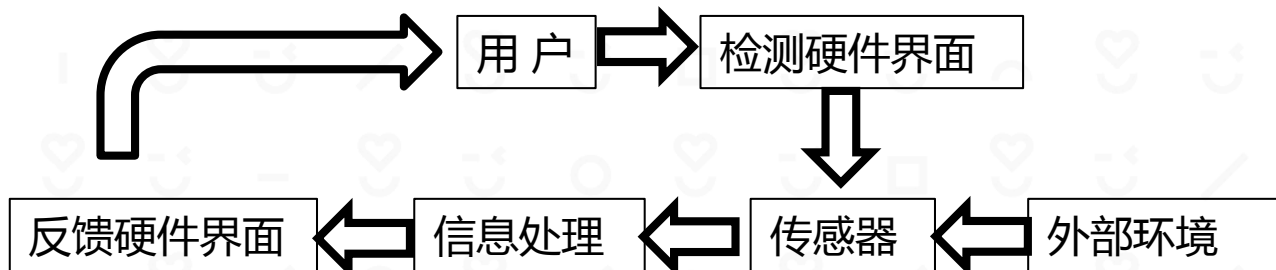 用 户
检测硬件界面
反馈硬件界面
信息处理
传感器
外部环境